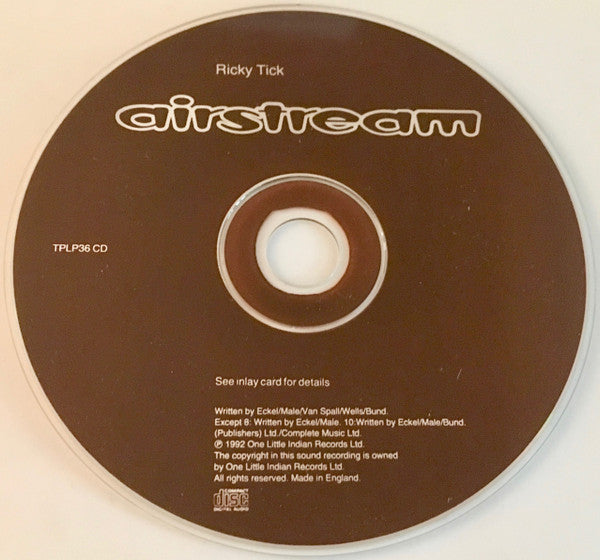 Ricky Tick
airstream
TPLP36 CD
See inlay card for details
Written by Eckel/Male/Van Spall/Wells/Bund.
Except 8: Written by Eckel/Male. 10:Written by Eckel/Male/Bund.
(Publishers) Ltd./Complete Music Ltd.
℗ 1992 One Little Indian Records Ltd.
The copyright in this sound recording is owned
by One Little Indian Records Ltd.
All rights reserved. Made in England.
COMPACT
disc
DIGITAL AUDIO